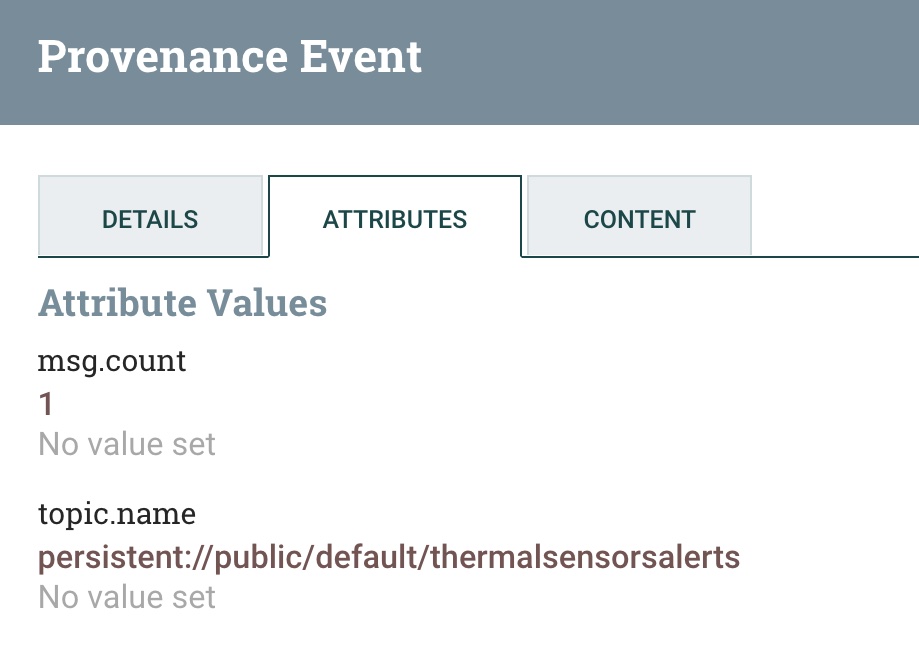 Provenance Event
DETAILS ATTRIBUTES CONTENT
Attribute Values
msg.count
1
No value set
topic.name
persistent://public/default/thermalsensorsalerts
No value set